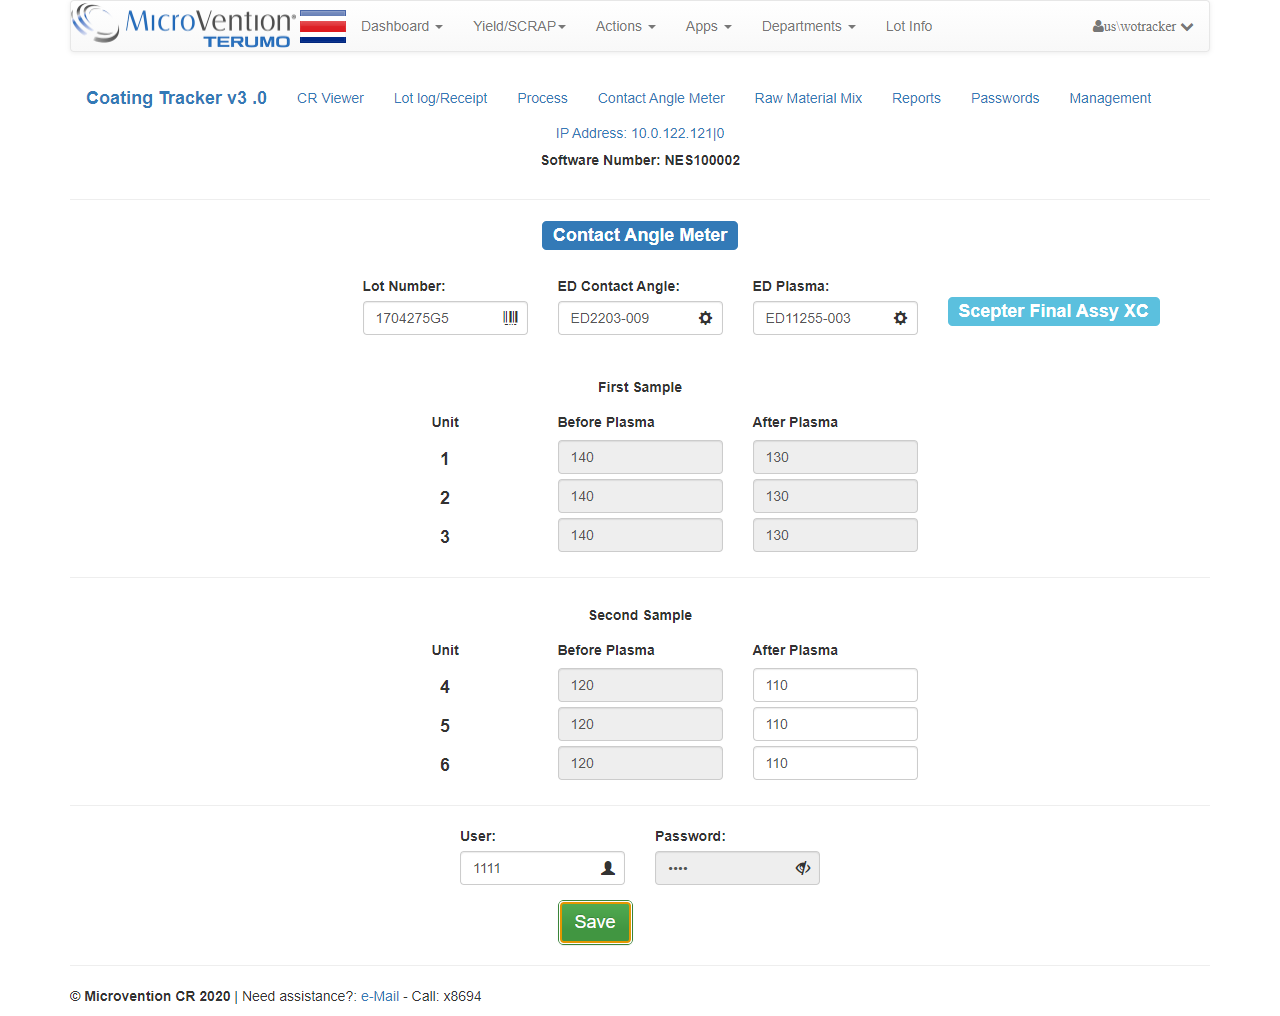 MICROVENTION
TERUMO
Dashboard Yield/SCRAP Actions Apps Departments Lot Info us\wotracker
Coating Tracker v3 .0 CR Viewer Lot log/Receipt Process Contact Angle Meter Raw Material Mix Reports Passwords Management
IP Address: 10.0.122.121|0
Software Number: NES100002
Contact Angle Meter
Lot Number: ED Contact Angle: ED Plasma:
1704275G5 ED2203-009 ED11255-003 Scepter Final Assy XC
First Sample
Unit Before Plasma After Plasma
1 140 130
2 140 130
3 140 130
Second Sample
Unit Before Plasma After Plasma
4 120 110
5 120 110
6 120 110
User: Password:
1111 ••••
Save
© Microvention CR 2020 | Need assistance?: e-Mail - Call: x8694